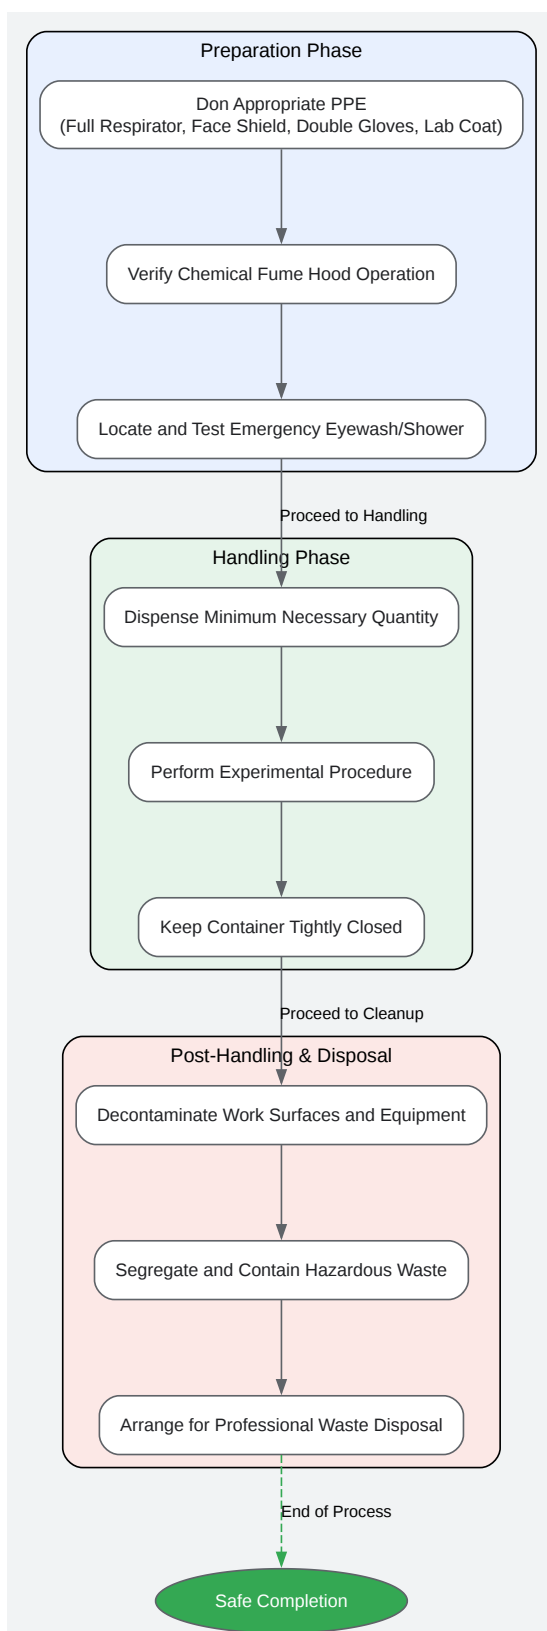 Preparation Phase
Don Appropriate PPE
(Full Respirator, Face Shield, Double Gloves, Lab Coat)
Verify Chemical Fume Hood Operation
Locate and Test Emergency Eyewash/Shower
Proceed to Handling
Handling Phase
Dispense Minimum Necessary Quantity
Perform Experimental Procedure
Keep Container Tightly Closed
Proceed to Cleanup
Post-Handling & Disposal
Decontaminate Work Surfaces and Equipment
Segregate and Contain Hazardous Waste
Arrange for Professional Waste Disposal
End of Process
Safe Completion